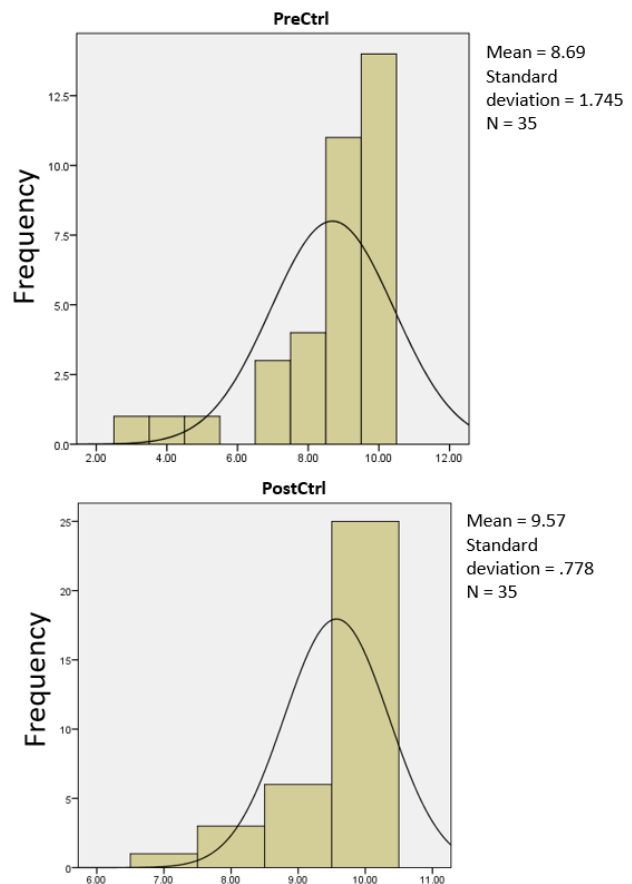 PreCtrl
Mean = 8.69
Standard
deviation = 1.745
N = 35
Frequency
12.5
10.0
7.5
5.0
2.5
0.0
2.00 4.00 6.00 8.00 10.00 12.00
PostCtrl
Mean = 9.57
Standard
deviation = .778
N = 35
Frequency
25
20
15
10
5
0
6.00 7.00 8.00 9.00 10.00 11.00